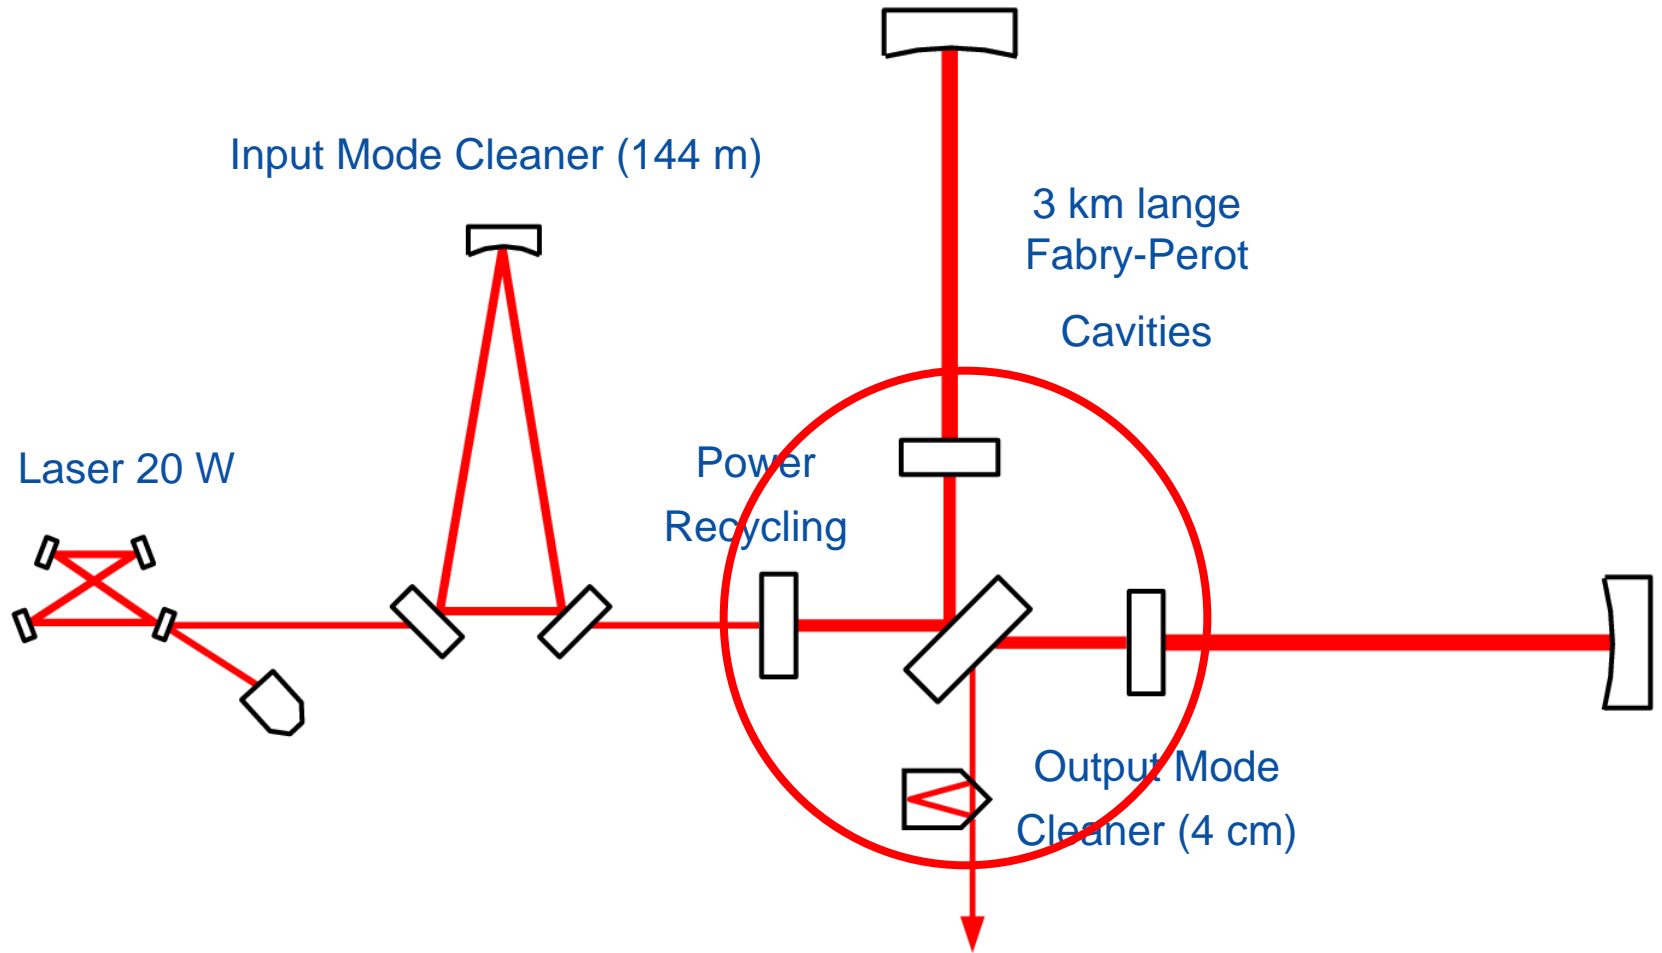 Input Mode Cleaner (144 m)
3 km lange
Fabry-Perot
Cavities
Laser 20 W
Power
Recycling
Output Mode
Cleaner (4 cm)